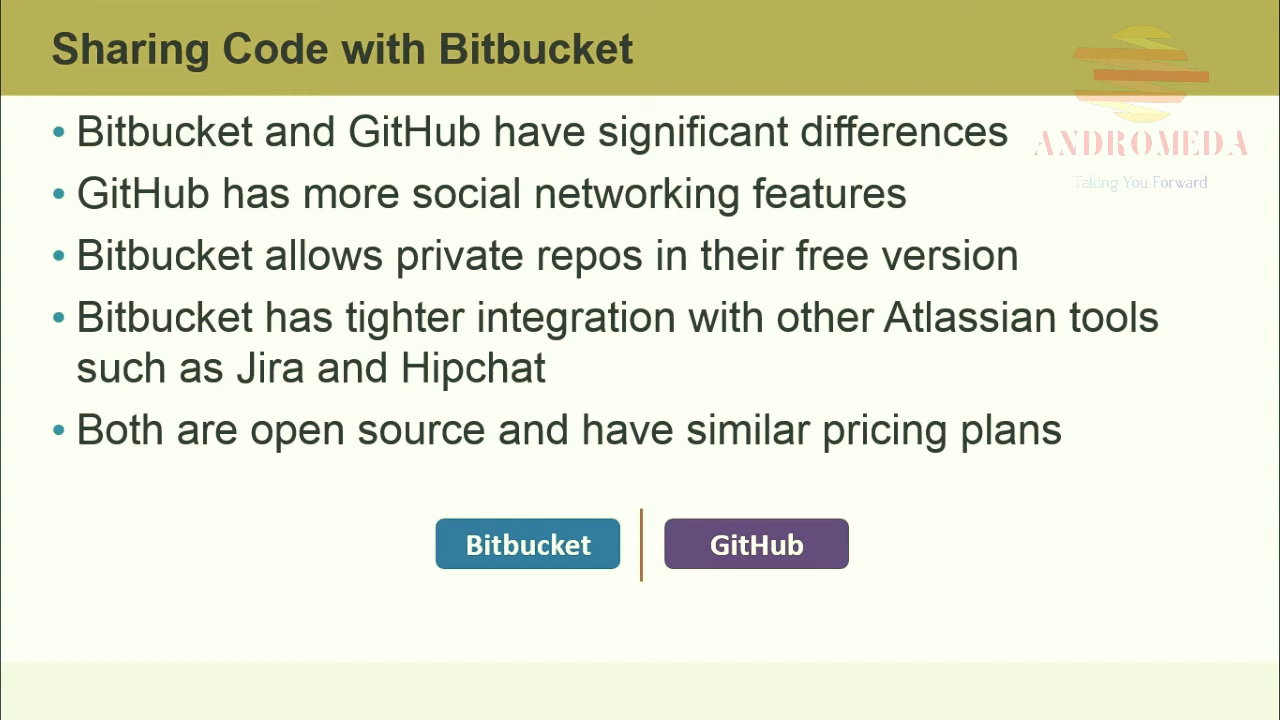 Sharing Code with Bitbucket
• Bitbucket and GitHub have significant differences
ANDROMEDA
• GitHub has more social networking features
Taking You Forward
• Bitbucket allows private repos in their free version
• Bitbucket has tighter integration with other Atlassian tools
such as Jira and Hipchat
• Both are open source and have similar pricing plans
Bitbucket
GitHub